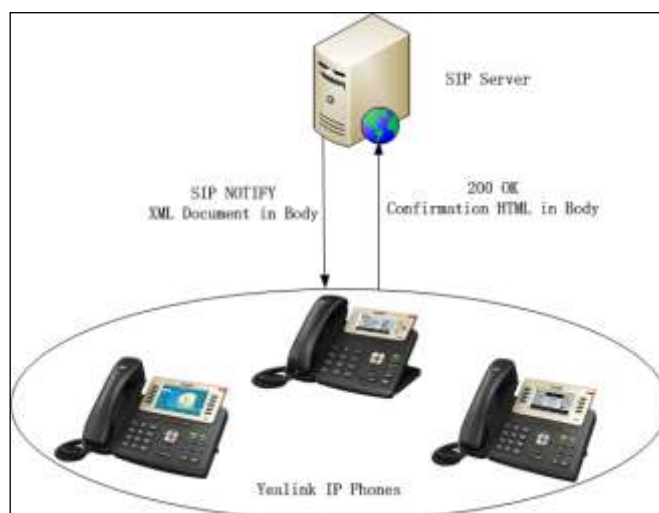 SIP Server
SIP NOTIFY
XML Document in Body
200 OK
Confirmation HTML in Body
Yealink IP Phones